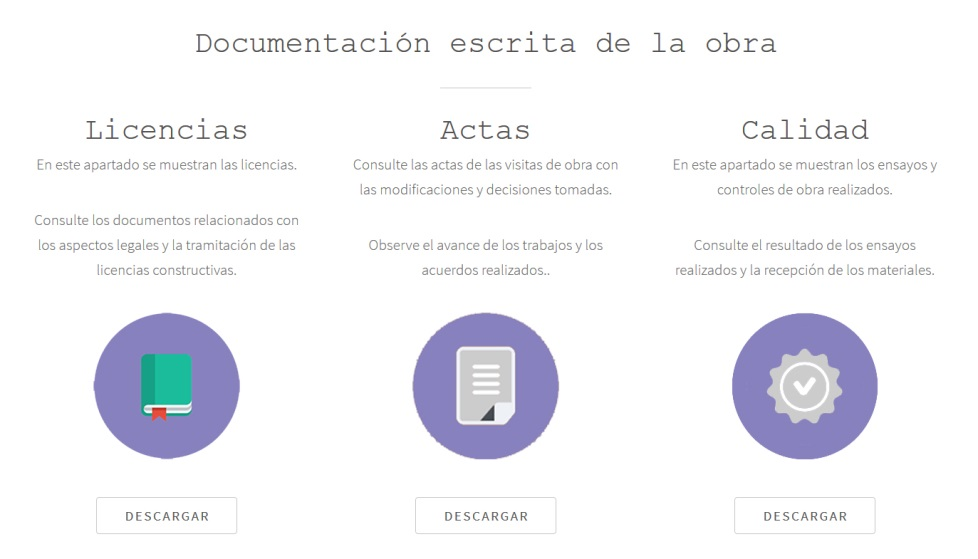 Documentación escrita de la obra
Licencias
En este apartado se muestran las licencias.
Consulte los documentos relacionados con
los aspectos legales y la tramitación de las
licencias constructivas.
DESCARGAR
Actas
Consulte las actas de las visitas de obra con
las modificaciones y decisiones tomadas.
Observe el avance de los trabajos y los
acuerdos realizados..
DESCARGAR
Calidad
En este apartado se muestran los ensayos y
controles de obra realizados.
Consulte el resultado de los ensayos
realizados y la recepción de los materiales.
DESCARGAR